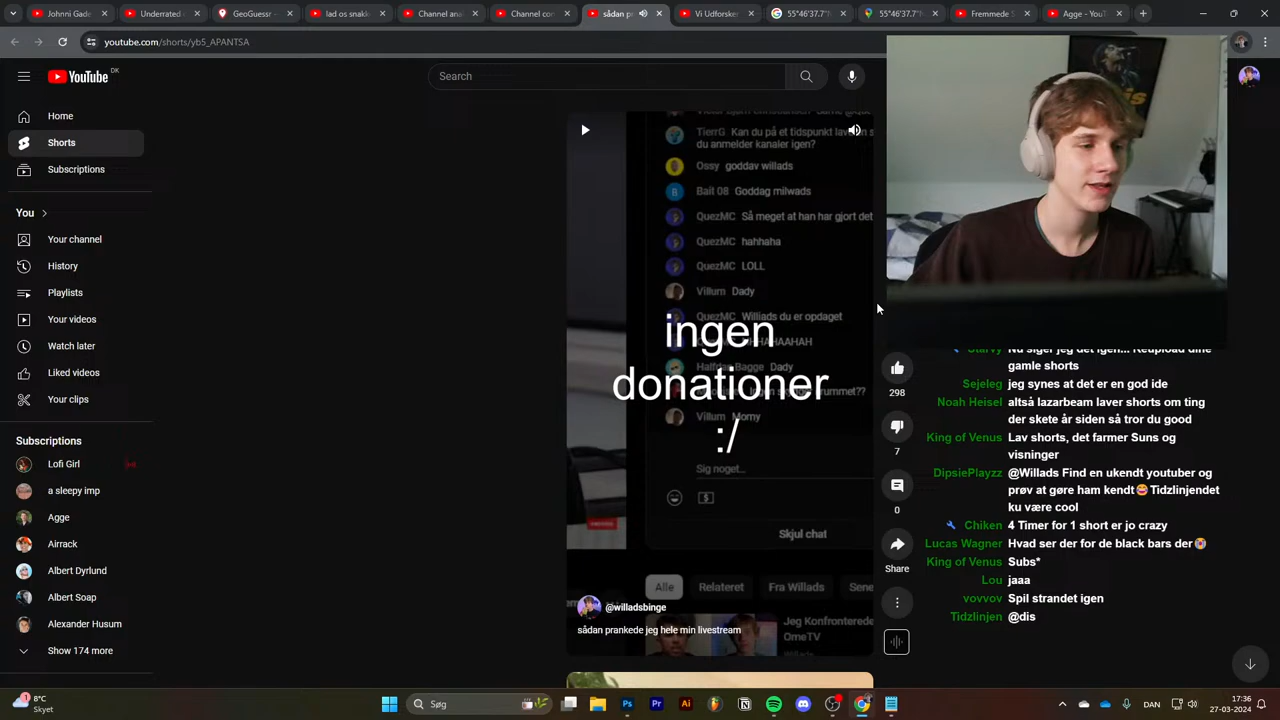 Johnni Gade
Underrated
GeoGuessr
lad os snakk
Channel ana
Channel con
sådan pr
Vi Udforsker
55°46'37.7"
55°46'37.7"
Fremmede S
Agge - YouT
youtube.com/shorts/yb5_APANTSA
YouTube DK
Search
Home
Shorts
Subscriptions
You
Your channel
History
Playlists
Your videos
Watch later
Liked videos
Your clips
Subscriptions
Lofi Girl
a sleepy imp
Agge
Airrack
Albert Dyrlund
Albert Soap
Alexander Husum
Show 174 more
TierrG Kan du på et tidspunkt lave en s
du anmelder kanaler igen?
Ossy goddav willads
Bait 08 Goddag milwads
QuezMC Så meget at han har gjort det
QuezMC hahhaha
QuezMC LOLL
Villum Dady
QuezMC Williads du er opdaget
Dady
Villum Momy
ingen
donationer
:/
Sig noget...
Skjul chat
Alle
Relateret
Fra Willads
Sene
@willadsbinge
sådan prankede jeg hele min livestream
Jeg Konfronterede
OmeTV
298
7
0
Share
Starvy Nu siger jeg det igen... Reupload dine
gamle shorts
Sejeleg jeg synes at det er en god ide
Noah Heisel altså lazarbeam laver shorts om ting
der skete år siden så tror du good
King of Venus Lav shorts, det farmer Suns og
visninger
DipsiePlayzz @Willads Find en ukendt youtuber og
prøv at gøre ham kendt😅 Tidzlinjendet
ku være cool
Chiken 4 Timer for 1 short er jo crazy
Lucas Wagner Hvad ser der for de black bars der😭
King of Venus Subs*
Lou jaaa
vovvov Spil strandet igen
Tidzlinjen @dis
8°C
Skyet
Søg
DAN
17:36
27-03-2024